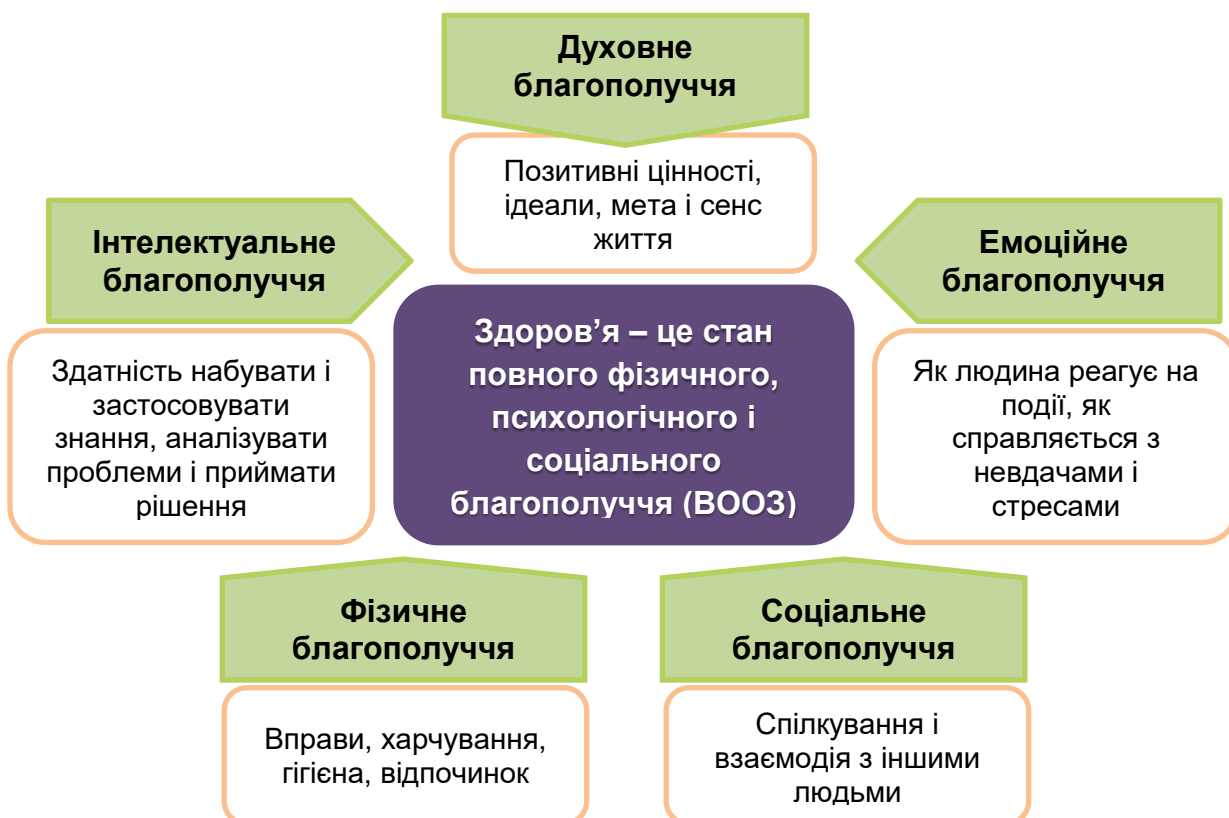 Духовне
благополуччя
Позитивні цінності,
ідеали, мета і сенс
життя
Інтелектуальне
благополуччя
Здатність набувати і
застосовувати
знання, аналізувати
проблеми і приймати
рішення
Здоров’я – це стан
повного фізичного,
психологічного і
соціального
благополуччя (ВООЗ)
Емоційне
благополуччя
Як людина реагує на
події, як
справляється з
невдачами і
стресами
Фізичне
благополуччя
Вправи, харчування,
гігієна, відпочинок
Соціальне
благополуччя
Спілкування і
взаємодія з іншими
людьми